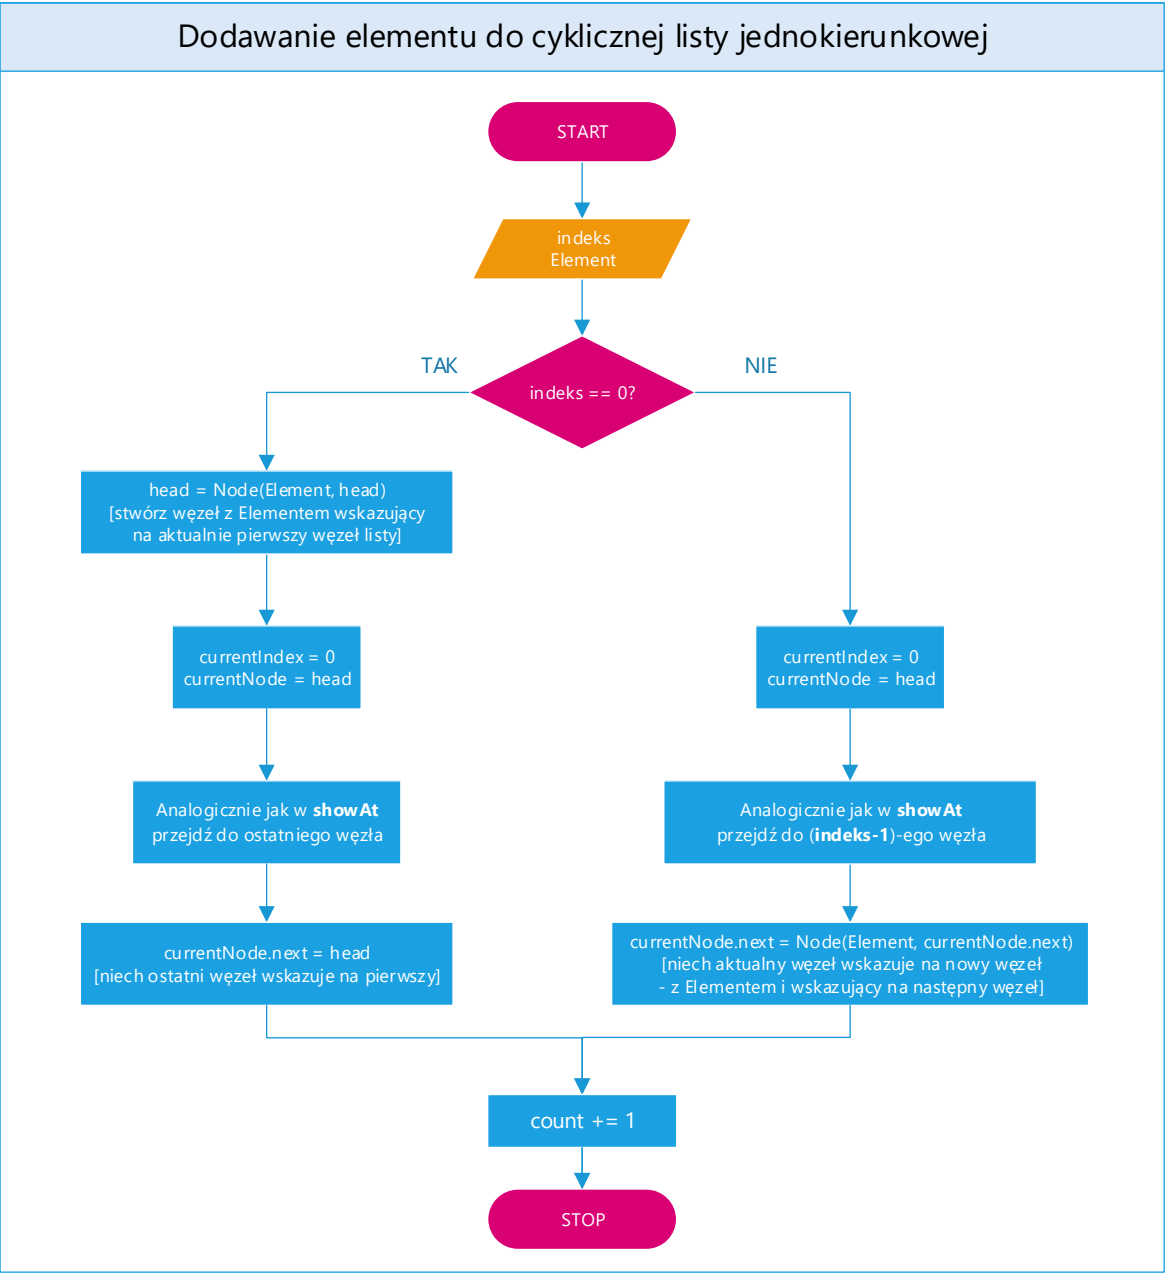 Dodawanie elementu do cyklicznej listy jednokierunkowej
START
indeks
Element
TAK
NIE
indeks == 0?
head = Node(Element, head)
[stwórz węzeł z Elementem wskazujący
na aktualnie pierwszy węzeł listy]
currentIndex = 0
currentNode = head
currentIndex = 0
currentNode = head
Analogicznie jak w showAt
przejdź do ostatniego węzła
Analogicznie jak w showAt
przejdź do (indeks-1)-ego węzła
currentNode.next = head
[niech ostatni węzeł wskazuje na pierwszy]
currentNode.next = Node(Element, currentNode.next)
[niech aktualny węzeł wskazuje na nowy węzeł
- z Elementem i wskazujący na następny węzeł]
count += 1
STOP